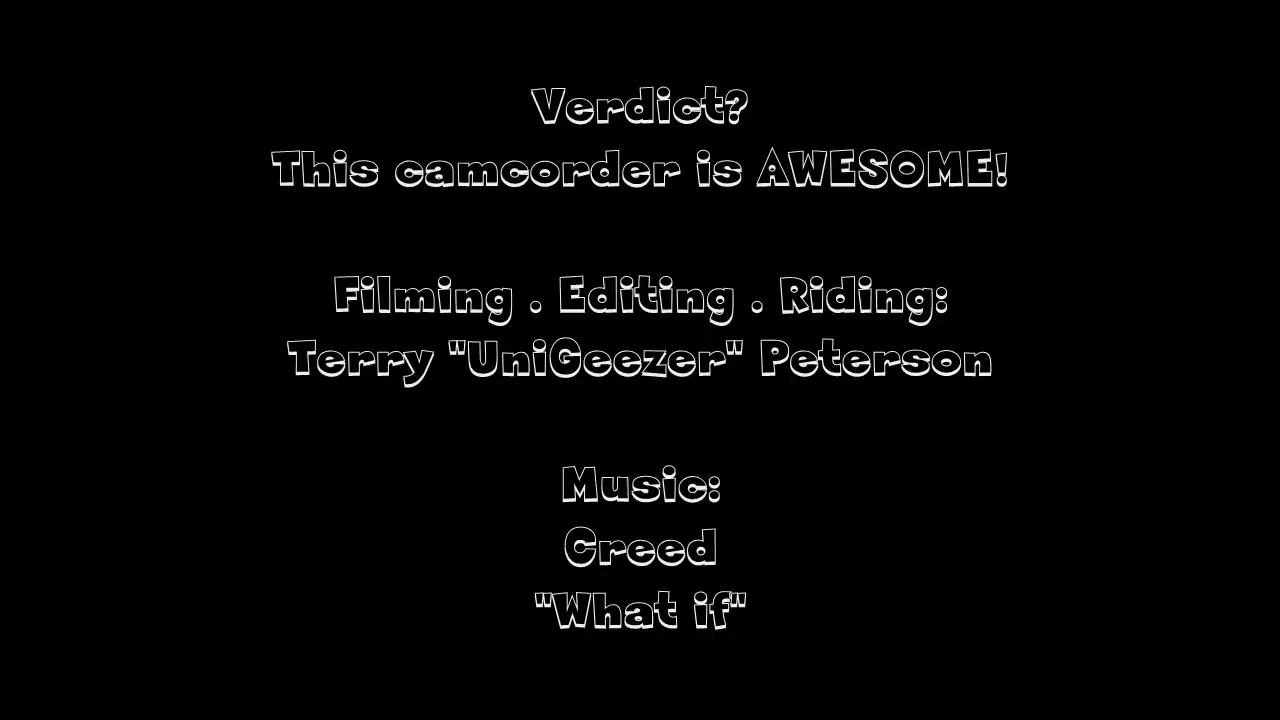 Verdict?
This camcorder is AWESOME!
Filming . Editing . Riding:
Terry "UniGeezer" Peterson
Music:
Creed
"What if"